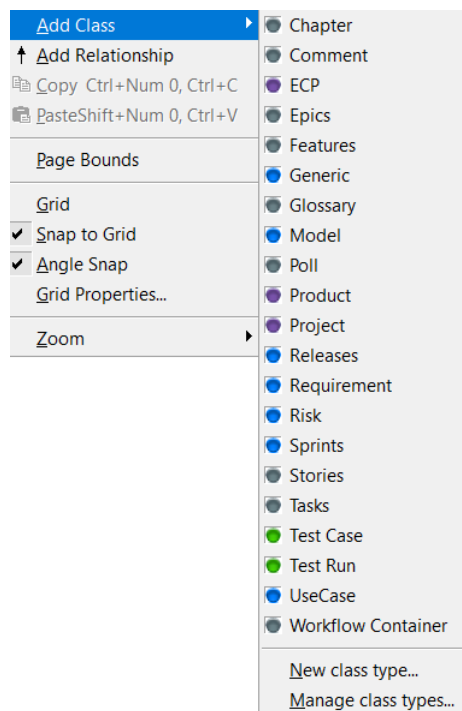 Add Class
Add Relationship
Copy Ctrl+Num 0, Ctrl+C
PasteShift+Num 0, Ctrl+V
Page Bounds
Grid
Snap to Grid
Angle Snap
Grid Properties...
Zoom
Chapter
Comment
ECP
Epics
Features
Generic
Glossary
Model
Poll
Product
Project
Releases
Requirement
Risk
Sprints
Stories
Tasks
Test Case
Test Run
UseCase
Workflow Container
New class type...
Manage class types...